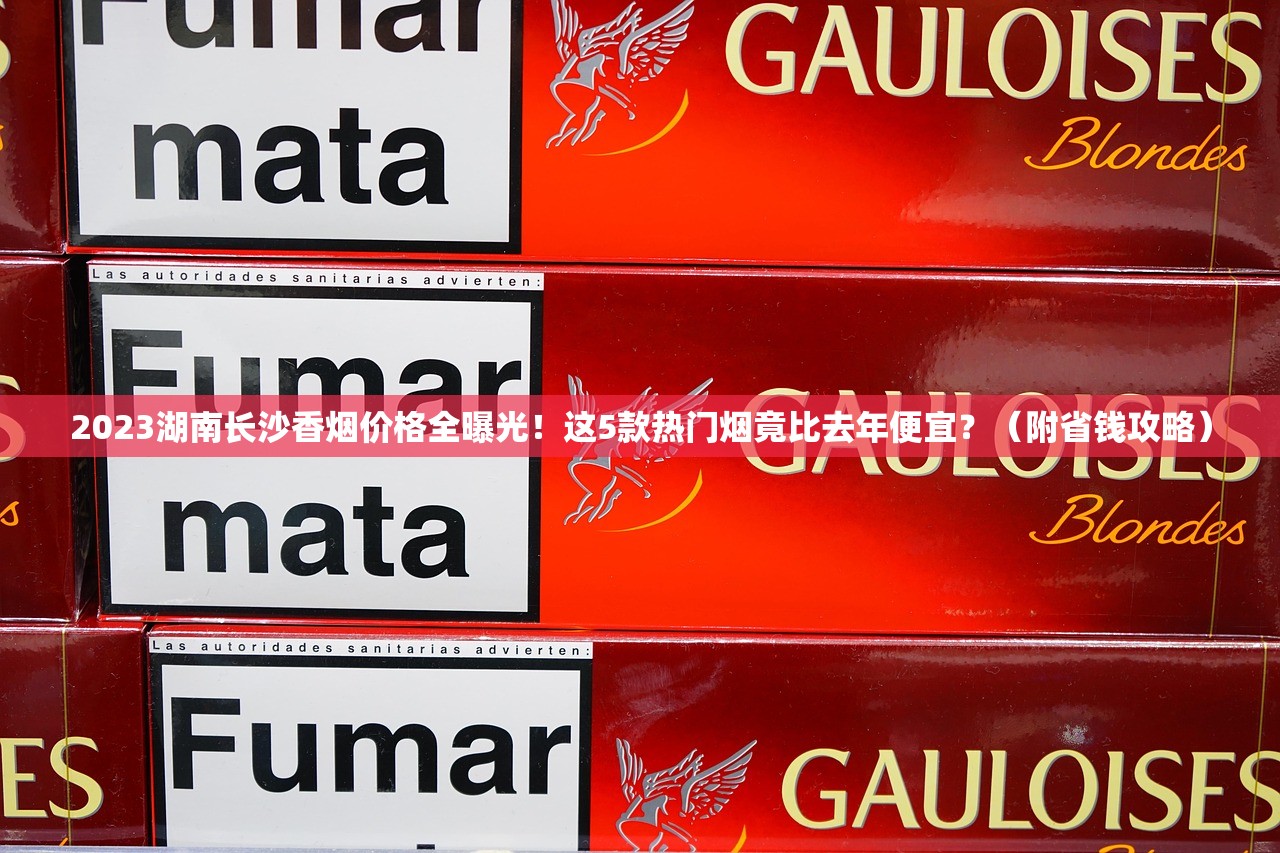 Fumar
mata
GAULOISES
Blondes
Las autoridades sanitarias advierten:
Fumar
mata
GAULOISES
Blondes
2023湖南长沙香烟价格全曝光！这5款热门烟竟比去年便宜？（附省钱攻略）
Las autoridades sanitarias advierten:
Fumar
ES
GAULOISES